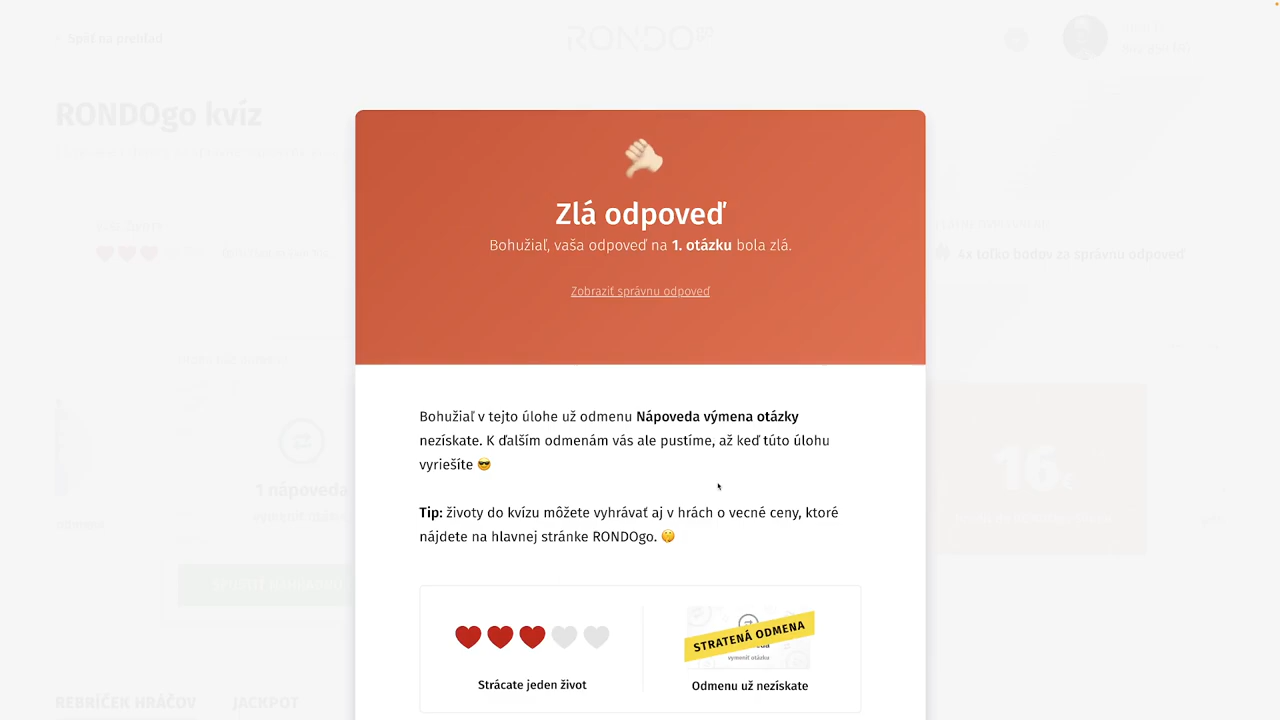 Späť na prehľad
RONDOgo
RONDOgo kvíz
Zlá odpoveď
Bohužiaľ, vaša odpoveď na 1. otázku bola zlá.
Zobraziť správnu odpoveď
4x toľko bodov za správnu odpoveď
Bohužiaľ v tejto úlohe už odmenu Nápoveda výmena otázky
nezískate. K ďalším odmenám vás ale pustíme, až keď túto úlohu
vyriešite
1 nápoveda
16€
Tip: životy do kvízu môžete vyhrávať aj v hrách o vecné ceny, ktoré
nájdete na hlavnej stránke RONDOgo.
STRATENÁ ODMENA
vymeniť otázku
Strácate jeden život
Odmenu už nezískate
REBRÍČEK HRÁČOV
JACKPOT